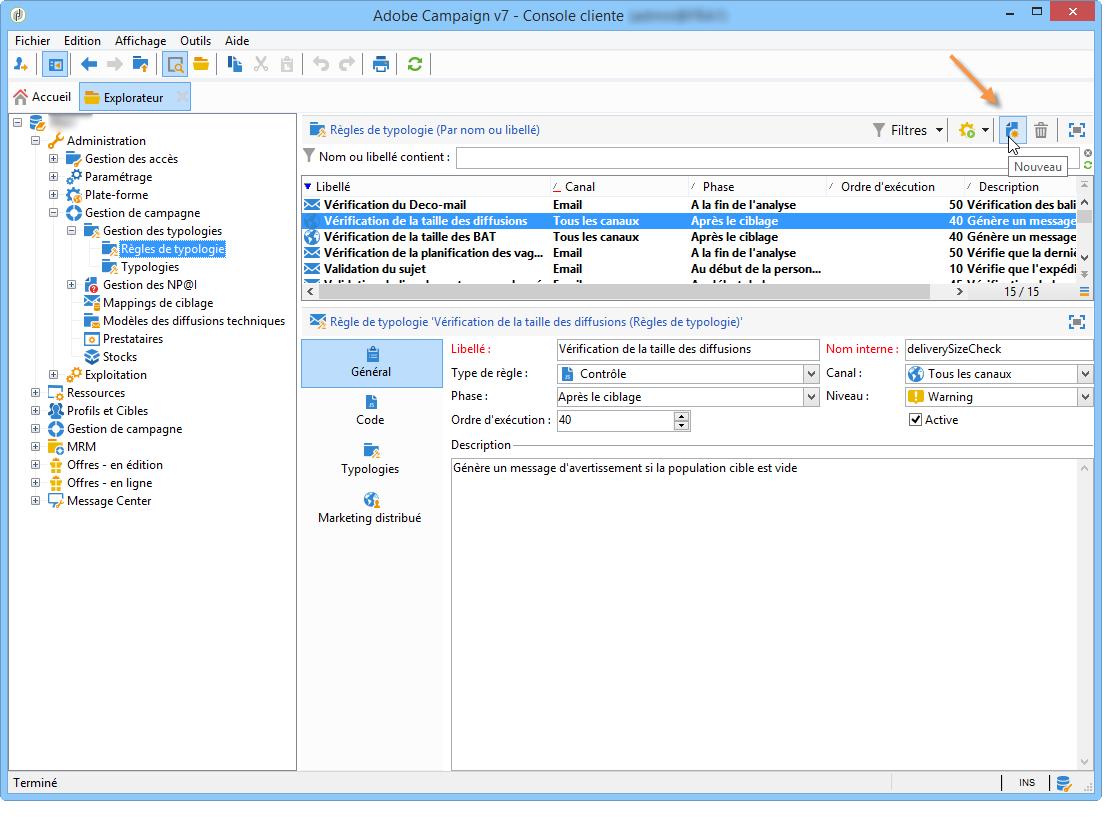 Adobe Campaign v7 - Console cliente
Fichier Edition Affichage Outils Aide
Accueil Explorateur
Administration
Gestion des accès
Paramétrage
Plate-forme
Gestion de campagne
Gestion des typologies
Règles de typologie
Typologies
Gestion des NP@I
Mappings de ciblage
Modèles des diffusions techniques
Prestataires
Stocks
Exploitation
Ressources
Profils et Cibles
Gestion de campagne
MRM
Offres - en édition
Offres - en ligne
Message Center
Règles de typologie (Par nom ou libellé) Filtres
Nom ou libellé contient :
Nouveau
Libellé Canal Phase Ordre d'exécution Description
Vérification du Deco-mail Email A la fin de l'analyse 50 Vérification des bali
Vérification de la taille des diffusions Tous les canaux Après le ciblage 40 Génère un message
Vérification de la taille des BAT Tous les canaux Après le ciblage 40 Génère un message
Vérification de la planification des vag... Email A la fin de l'analyse 50 Vérifie que la derniè
Validation du sujet Email Au début de la person... 10 Vérifie que l'expédi
15 / 15
Règle de typologie 'Vérification de la taille des diffusions (Règles de typologie)'
Général
Code
Typologies
Marketing distribué
Libellé : Vérification de la taille des diffusions Nom interne : deliverySizeCheck
Type de règle : Contrôle Canal : Tous les canaux
Phase : Après le ciblage Niveau : Warning
Ordre d'exécution : 40 Active
Description
Génère un message d'avertissement si la population cible est vide
Terminé INS